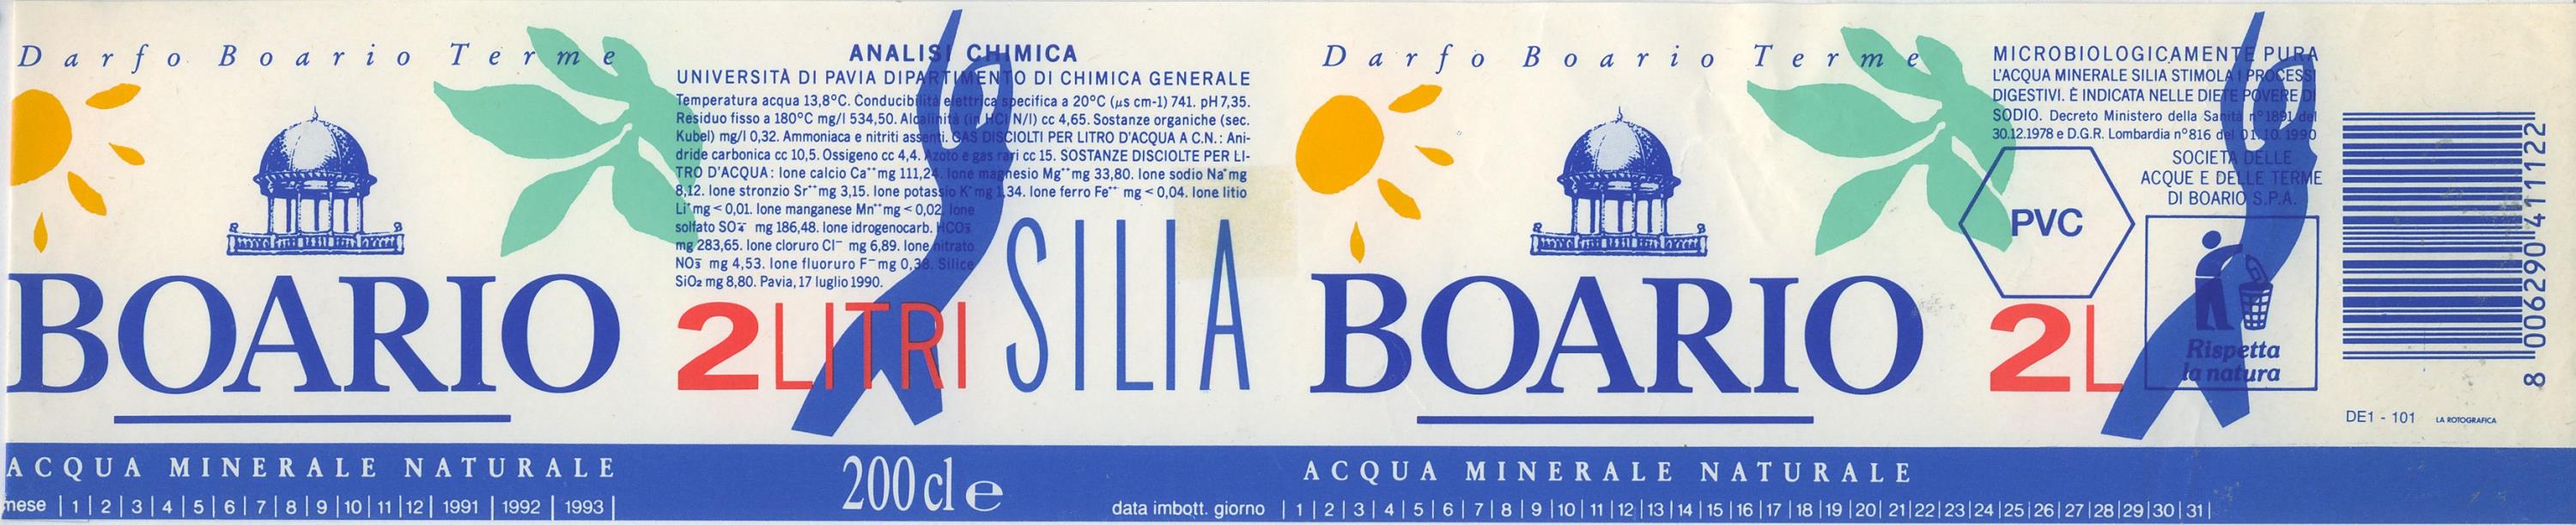 Darfo Boario Terme
BOARIO
ACQUA MINERALE NATURALE
mese | 1 | 2 | 3 | 4 | 5 | 6 | 7 | 8 | 9 | 10 | 11 | 12 | 1991 | 1992 | 1993 |
ANALISI CHIMICA
UNIVERSITÀ DI PAVIA DIPARTIMENTO DI CHIMICA GENERALE
Temperatura acqua 13,8°C. Conducibilità elettrica specifica a 20°C (μs cm-1) 741. pH 7,35.
Residuo fisso a 180°C mg/l 534,50. Alcalinità (in HCl N/l) cc 4,65. Sostanze organiche (sec.
Kubel) mg/l 0,32. Ammoniaca e nitriti assenti. GAS DISCIOLTI PER LITRO D'ACQUA A C.N.: Ani-
dride carbonica cc 10,5. Ossigeno cc 4,4. Azoto e gas rari cc 15. SOSTANZE DISCIOLTE PER LI-
TRO D'ACQUA: Ione calcio Ca⁺⁺ mg 111,24. Ione magnesio Mg⁺⁺ mg 33,80. Ione sodio Na⁺ mg
8,12. Ione stronzio Sr⁺⁺ mg 3,15. Ione potassio K⁺ mg 1,34. Ione ferro Fe⁺⁺ mg < 0,04. Ione litio
Li⁺ mg < 0,01. Ione manganese Mn⁺⁺ mg < 0,02. Ione
solfato SO₄⁻⁻ mg 186,48. Ione idrogenocarb. HCO₃⁻
mg 283,65. Ione cloruro Cl⁻ mg 6,89. Ione nitrato
NO₃⁻ mg 4,53. Ione fluoruro F⁻ mg 0,38. Silice
SiO₂ mg 8,80. Pavia, 17 luglio 1990.
2 LITRI
SILIA
200 cl e
Darfo Boario Terme
BOARIO
ACQUA MINERALE NATURALE
data imbott. giorno | 1 | 2 | 3 | 4 | 5 | 6 | 7 | 8 | 9 | 10 | 11 | 12 | 13 | 14 | 15 | 16 | 17 | 18 | 19 | 20 | 21 | 22 | 23 | 24 | 25 | 26 | 27 | 28 | 29 | 30 | 31 |
MICROBIOLOGICAMENTE PURA
L'ACQUA MINERALE SILIA STIMOLA I PROCESSI
DIGESTIVI. È INDICATA NELLE DIETE POVERE DI
SODIO. Decreto Ministero della Sanità n° 1891 del
30.12.1978 e D.G.R. Lombardia n° 816 del 01.10.1990
SOCIETÀ DELLE
ACQUE E DELLE TERME
DI BOARIO S.P.A.
PVC
2L
Rispetta
la natura
8 006290 411122
DE1 - 101 LA ROTOGRAFICA